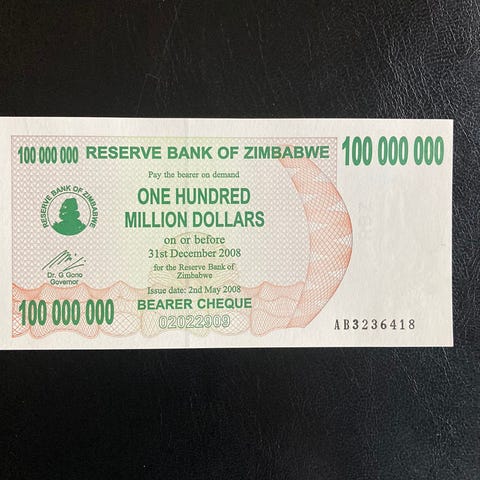 100 000 000 RESERVE BANK OF ZIMBABWE 100 000 000
Pay the bearer on demand
ONE HUNDRED
MILLION DOLLARS
on or before
31st December 2008
for the Reserve Bank of
Zimbabwe
Issue date: 2nd May 2008
BEARER CHEQUE
02022909
RESERVE BANK OF ZIMBABWE
Dr. G Gono
Governor
100 000 000
AB3236418